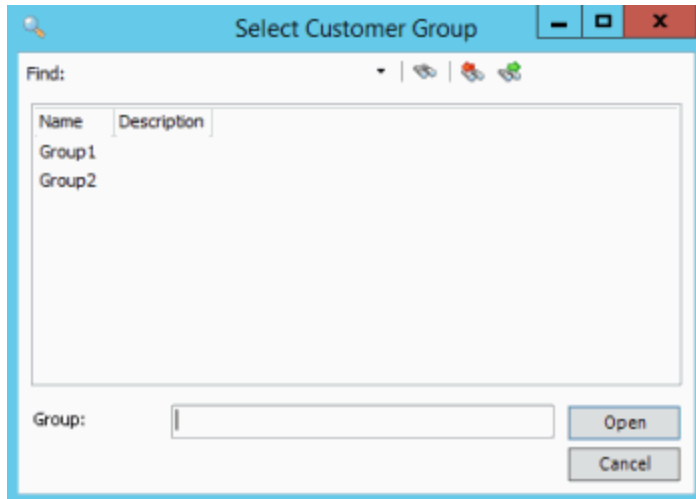 Select Customer Group
Find:
Name Description
Group1
Group2
Group:
Open
Cancel